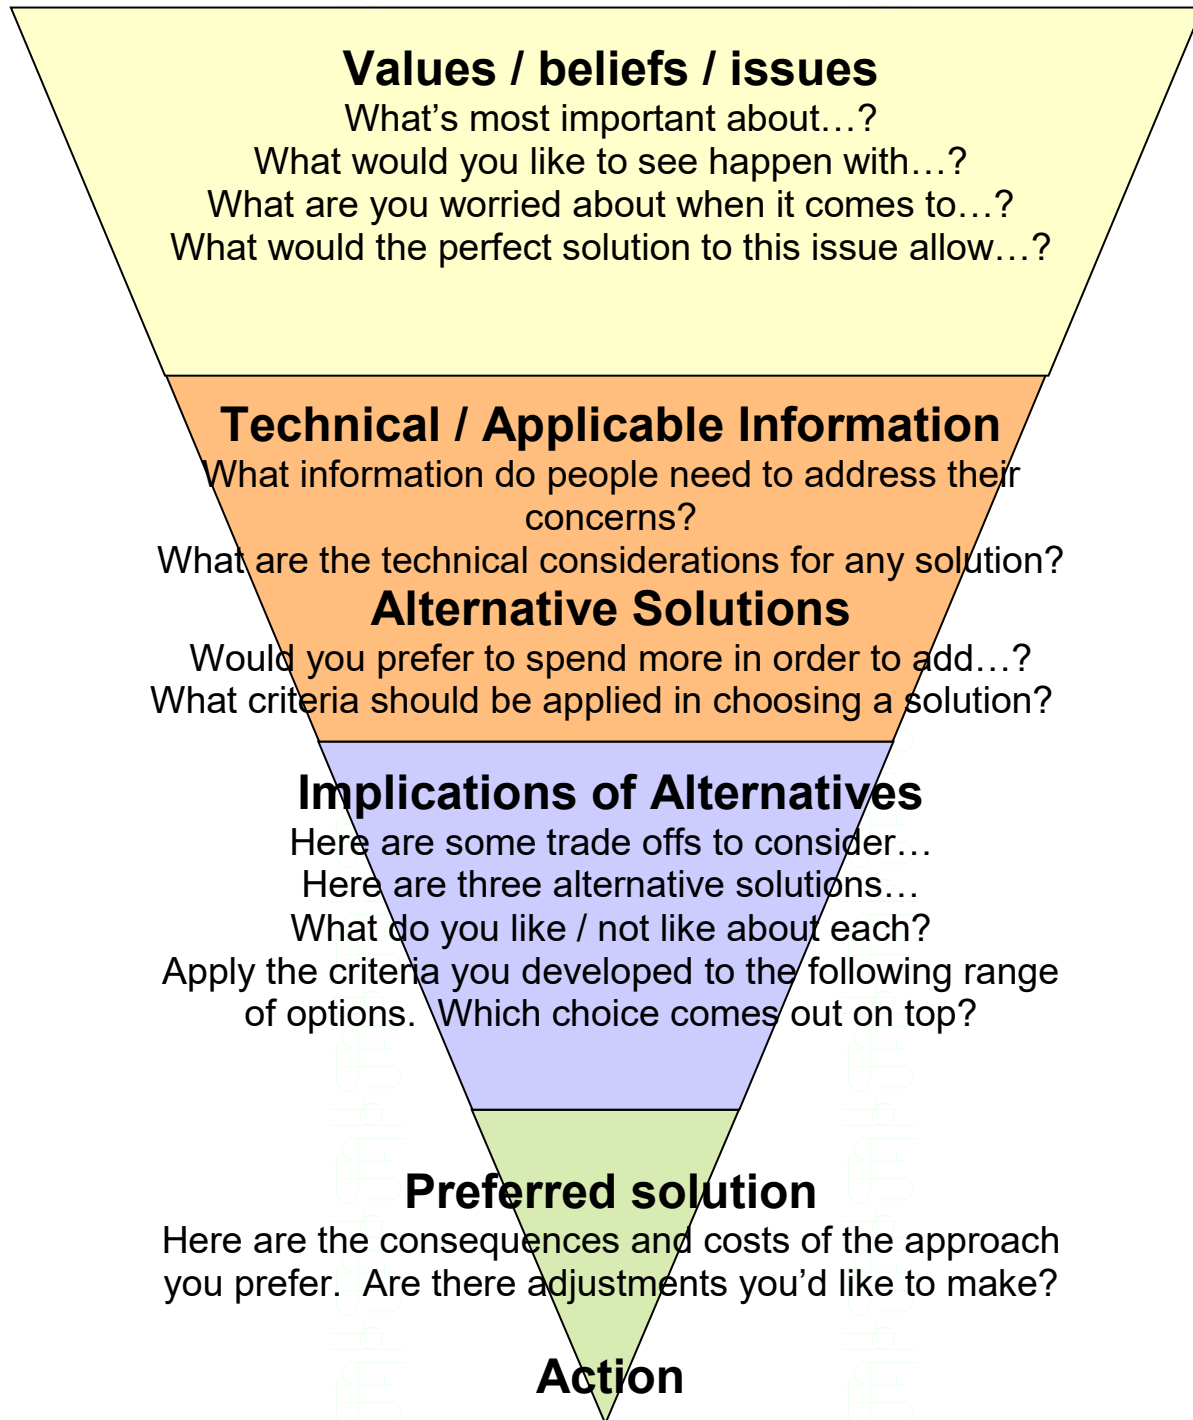 Values / beliefs / issues
What’s most important about…?
What would you like to see happen with…?
What are you worried about when it comes to…?
What would the perfect solution to this issue allow…?
Technical / Applicable Information
What information do people need to address their
concerns?
What are the technical considerations for any solution?
Alternative Solutions
Would you prefer to spend more in order to add…?
What criteria should be applied in choosing a solution?
Implications of Alternatives
Here are some trade offs to consider…
Here are three alternative solutions…
What do you like / not like about each?
Apply the criteria you developed to the following range
of options.  Which choice comes out on top?
Preferred solution
Here are the consequences and costs of the approach
you prefer.  Are there adjustments you’d like to make?
Action